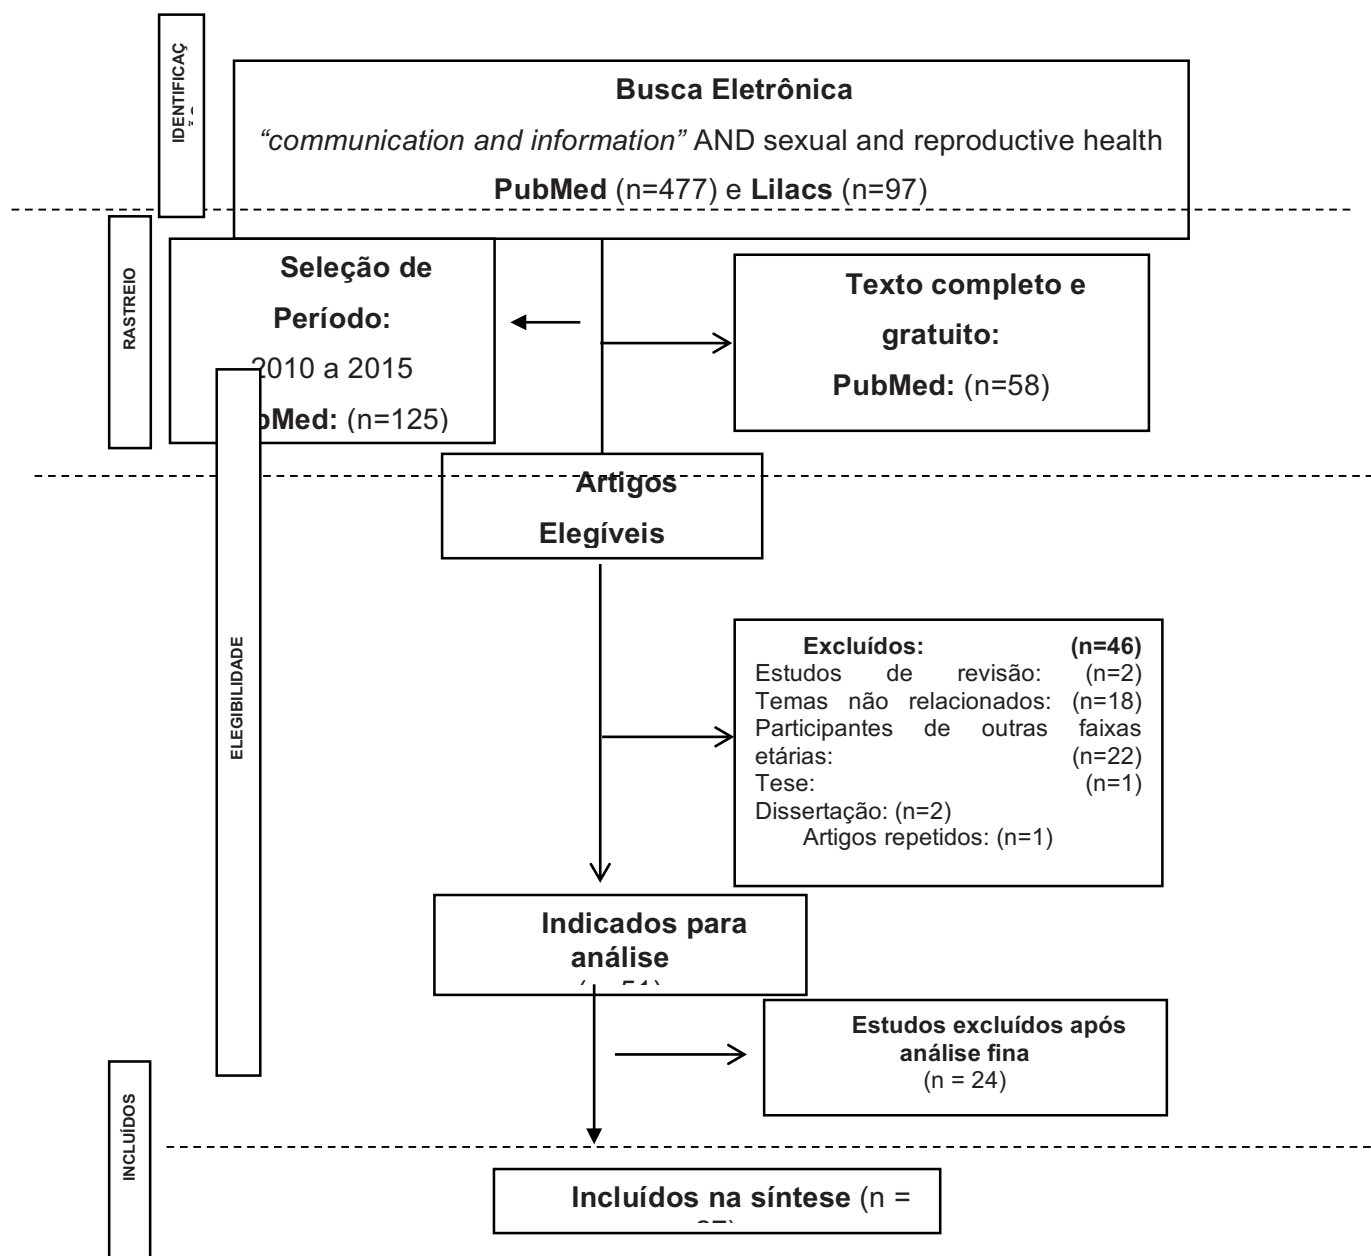 IDENTIFICAÇ
Busca Eletrônica
“communication and information” AND sexual and reproductive health
PubMed (n=477) e Lilacs (n=97)
RASTREIO
Seleção de
Período:
2010 a 2015
bMed: (n=125)
Texto completo e
gratuito:
PubMed: (n=58)
Artigos
Elegíveis
ELEGIBILIDADE
Excluídos: (n=46)
Estudos de revisão: (n=2)
Temas não relacionados: (n=18)
Participantes de outras faixas
etárias: (n=22)
Tese: (n=1)
Dissertação: (n=2)
Artigos repetidos: (n=1)
Indicados para
análise
Estudos excluídos após
análise fina
(n = 24)
INCLUÍDOS
Incluídos na síntese (n =